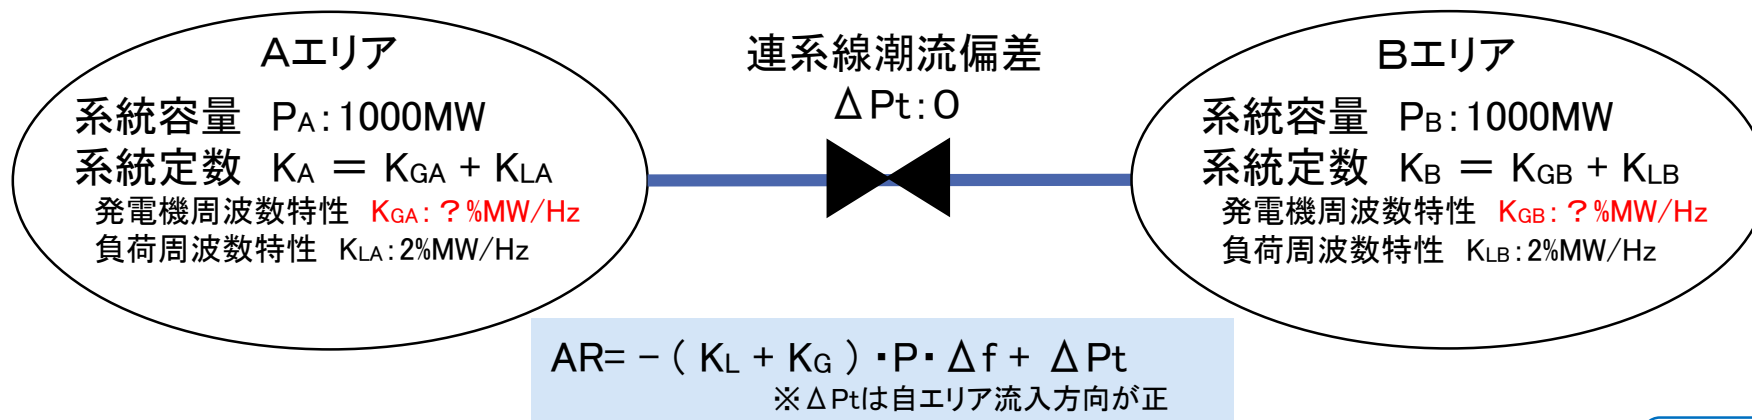 Aエリア
系統容量 PA:1000MW
系統定数 KA = KGA + KLA
発電機周波数特性 KGA:?%MW/Hz
負荷周波数特性 KLA:2%MW/Hz
連系線潮流偏差
ΔPt:0
Bエリア
系統容量 PB:1000MW
系統定数 KB = KGB + KLB
発電機周波数特性 KGB:?%MW/Hz
負荷周波数特性 KLB:2%MW/Hz
AR= -( KL + KG )・P・Δf + ΔPt
※ΔPtは自エリア流入方向が正